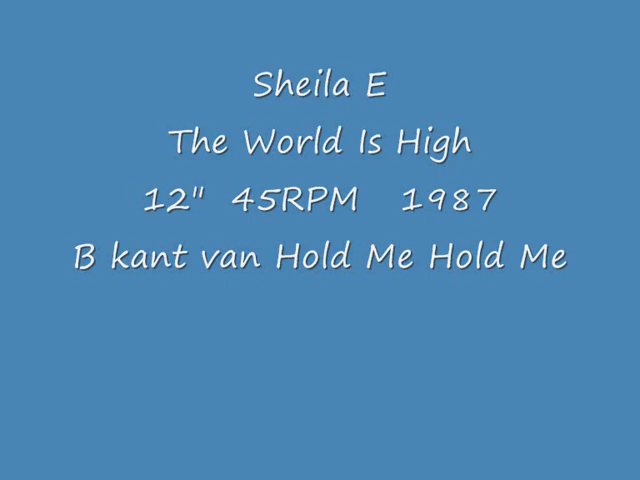 Sheila E
The World Is High
12" 45RPM 1987
B kant van Hold Me Hold Me